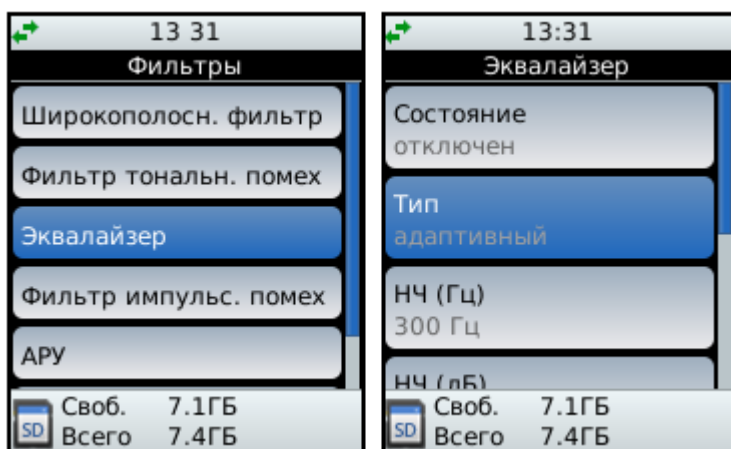 13 31
Фильтры
Широкополосн. фильтр
Фильтр тональн. помех
Эквалайзер
Фильтр импульс. помех
АРУ
SD
Своб. 7.1ГБ
Всего 7.4ГБ
13:31
Эквалайзер
Состояние
отключен
Тип
адаптивный
НЧ (Гц)
300 Гц
НЧ (дБ)
SD
Своб. 7.1ГБ
Всего 7.4ГБ